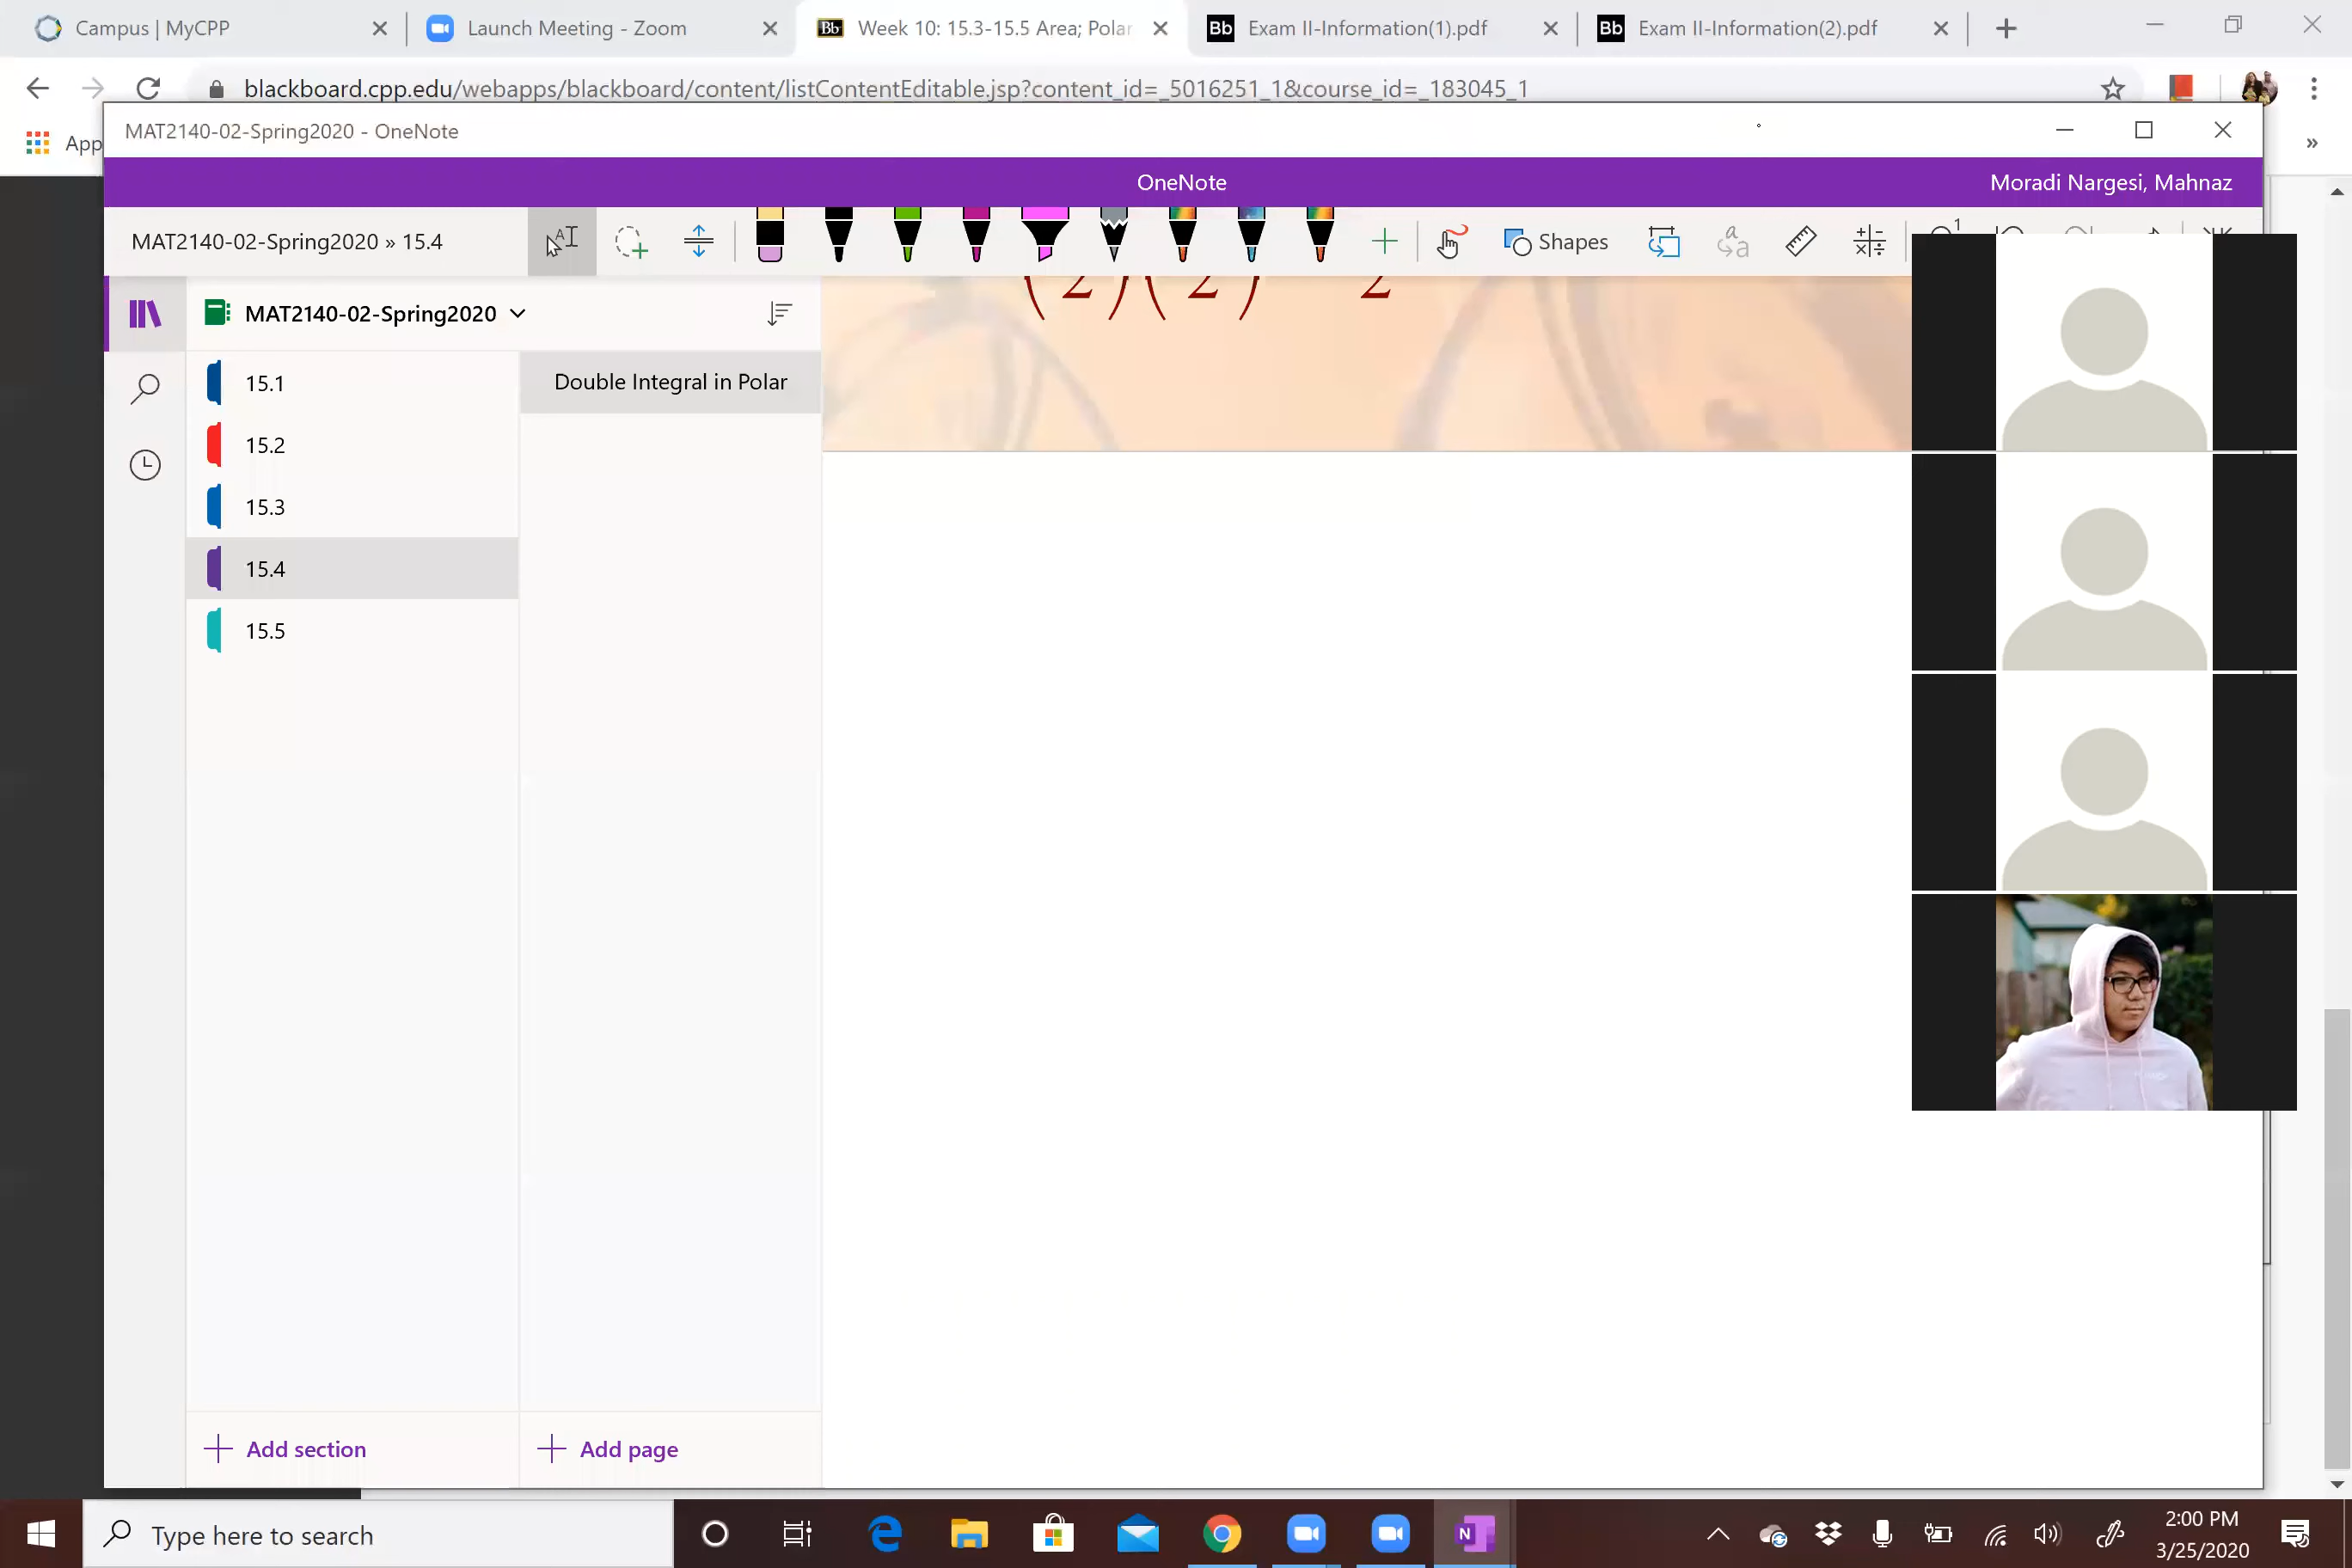 Campus | MyCPP
Launch Meeting - Zoom
Bb Week 10: 15.3-15.5 Area; Polar
Bb Exam II-Information(1).pdf
Bb Exam II-Information(2).pdf
blackboard.cpp.edu/webapps/blackboard/content/listContentEditable.jsp?content_id=_5016251_1&course_id=_183045_1
App
MAT2140-02-Spring2020 - OneNote
OneNote
Moradi Nargesi, Mahnaz
MAT2140-02-Spring2020 » 15.4
Shapes
MAT2140-02-Spring2020
15.1
15.2
15.3
15.4
15.5
Double Integral in Polar
Add section
Add page
Type here to search
2:00 PM
3/25/2020